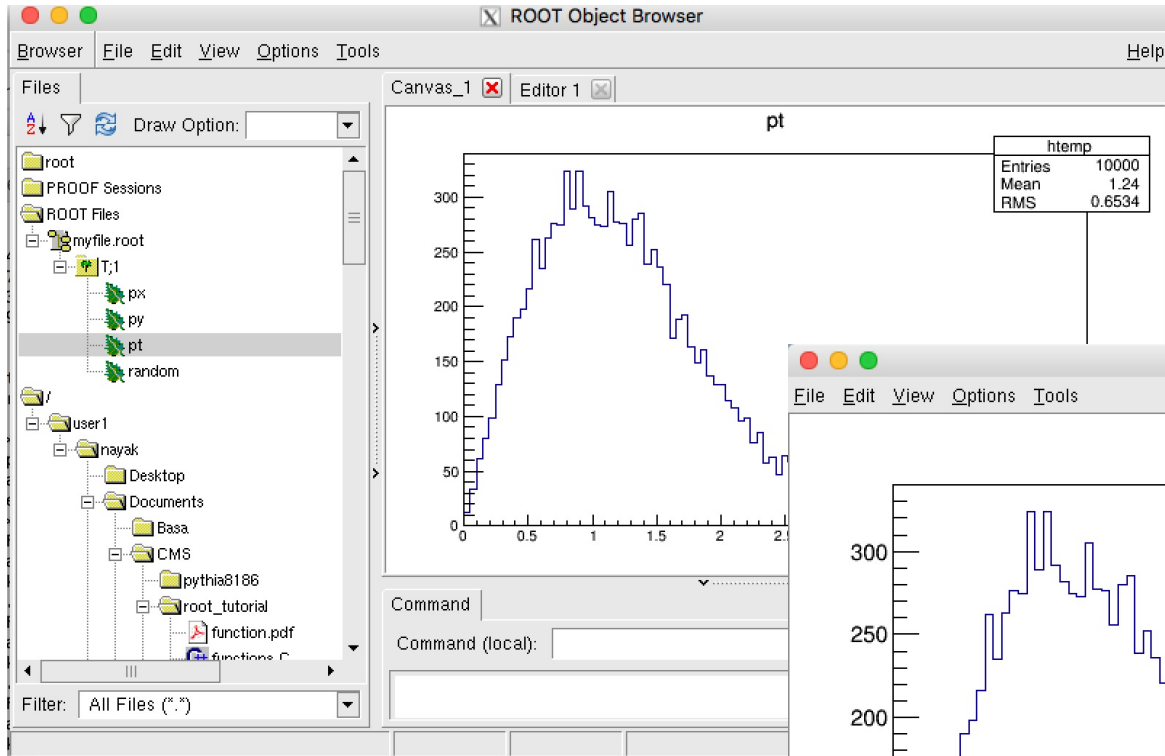 ROOT Object Browser
Browser File Edit View Options Tools Help
Files
Draw Option:
root
PROOF Sessions
ROOT Files
myfile.root
T;1
px
py
pt
random
/
user1
nayak
Desktop
Documents
Basa
CMS
pythia8186
root_tutorial
function.pdf
functions.C
Filter: All Files (*.*)
Canvas_1 Editor 1
pt
htemp
Entries 10000
Mean 1.24
RMS 0.6534
300
250
200
150
100
50
0
0 0.5 1 1.5 2 2.5
Command
Command (local):
File Edit View Options Tools
300
250
200